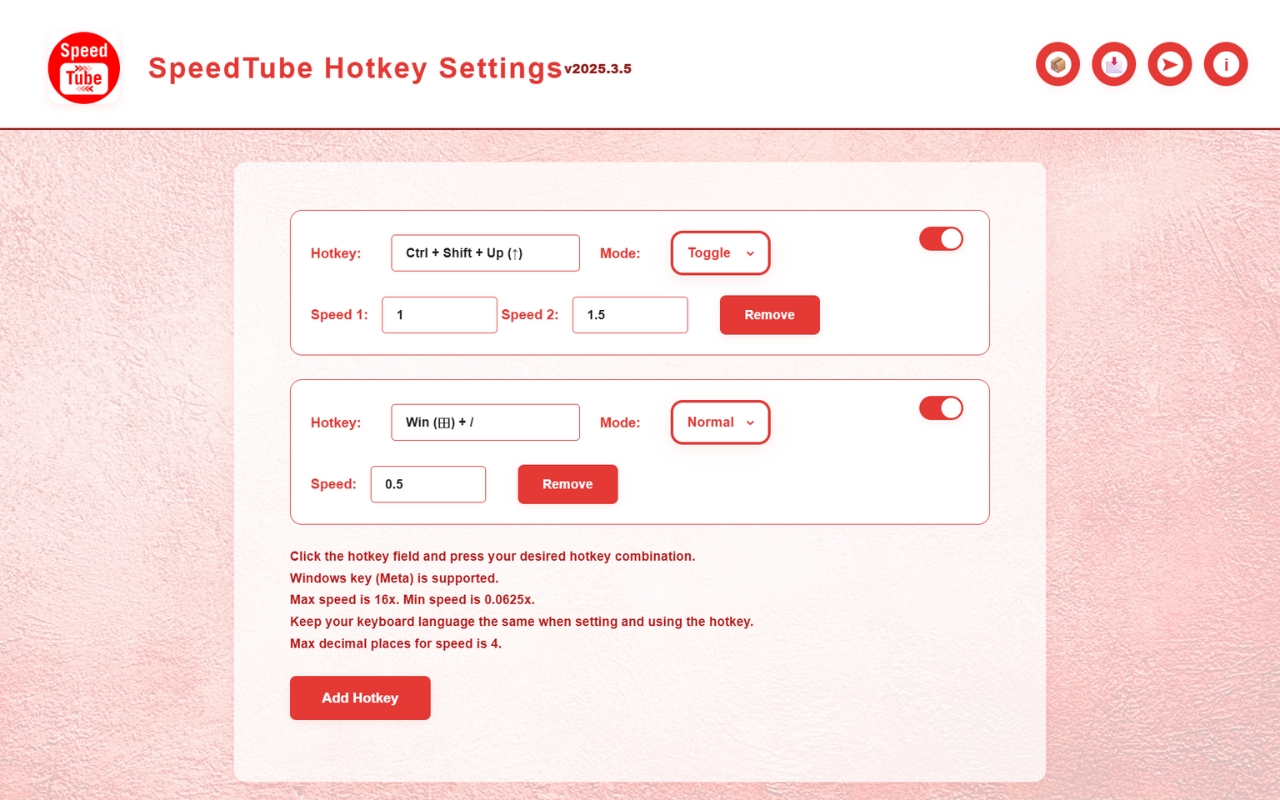 Speed
Tube
SpeedTube Hotkey Settings v2025.3.5
i
Hotkey: Ctrl + Shift + Up (↑) Mode: Toggle
Speed 1: 1 Speed 2: 1.5 Remove
Hotkey: Win (⊞) + / Mode: Normal
Speed: 0.5 Remove
Click the hotkey field and press your desired hotkey combination.
Windows key (Meta) is supported.
Max speed is 16x. Min speed is 0.0625x.
Keep your keyboard language the same when setting and using the hotkey.
Max decimal places for speed is 4.
Add Hotkey